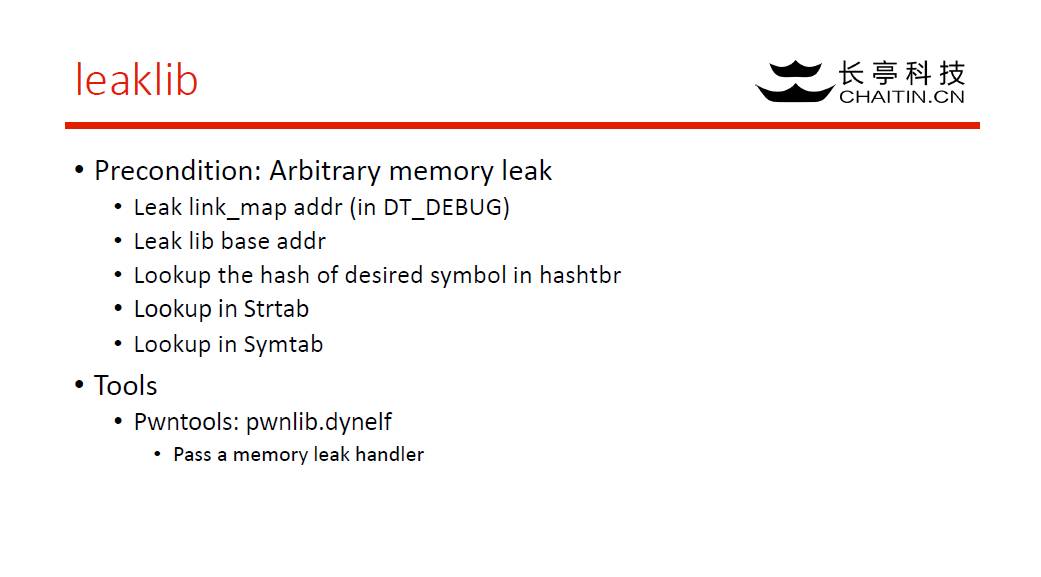 leaklib
长亭科技
CHAITIN.CN
• Precondition: Arbitrary memory leak
• Leak link_map addr (in DT_DEBUG)
• Leak lib base addr
• Lookup the hash of desired symbol in hashtbr
• Lookup in Strtab
• Lookup in Symtab
• Tools
• Pwntools: pwnlib.dynelf
• Pass a memory leak handler